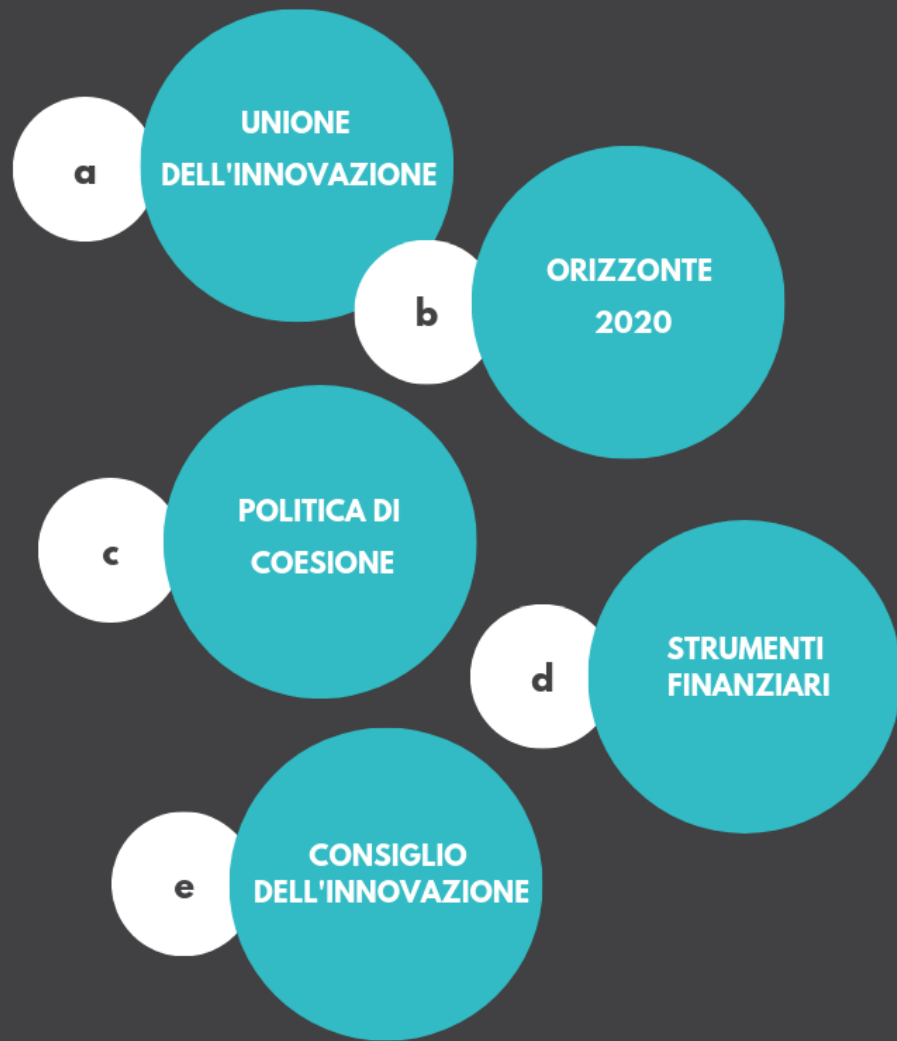 a
UNIONE
DELL'INNOVAZIONE
b
ORIZZONTE
2020
c
POLITICA DI
COESIONE
d
STRUMENTI
FINANZIARI
e
CONSIGLIO
DELL'INNOVAZIONE